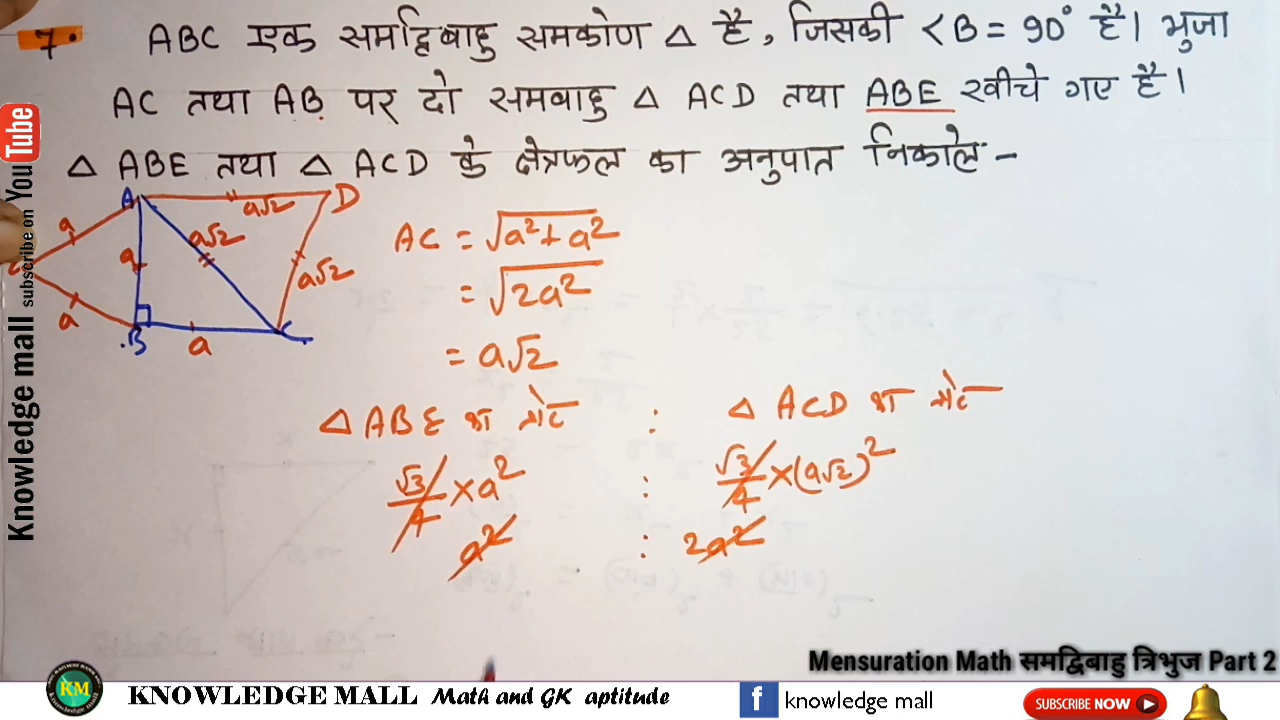 7. ABC एक समद्विबाहु समकोण △ है, जिसकी <B = 90° है। भुजा
AC तथा AB पर दो समबाहु △ ACD तथा ABE खीचे गए है।
△ ABE तथा △ ACD के क्षेत्रफल का अनुपात निकाले -
A
a√2
D
a
a
a√2
a√2
a
B
a
C
AC = √a²+a²
= √2a²
= a√2
△ ABE का क्षे० : △ ACD का क्षे०
√3/4 × a² : √3/4 × (a√2)²
a² : 2a²
Knowledge mall subscribe on YouTube
Mensuration Math समद्विबाहु त्रिभुज Part 2
KM
KNOWLEDGE MALL Math and GK aptitude
f knowledge mall
SUBSCRIBE NOW